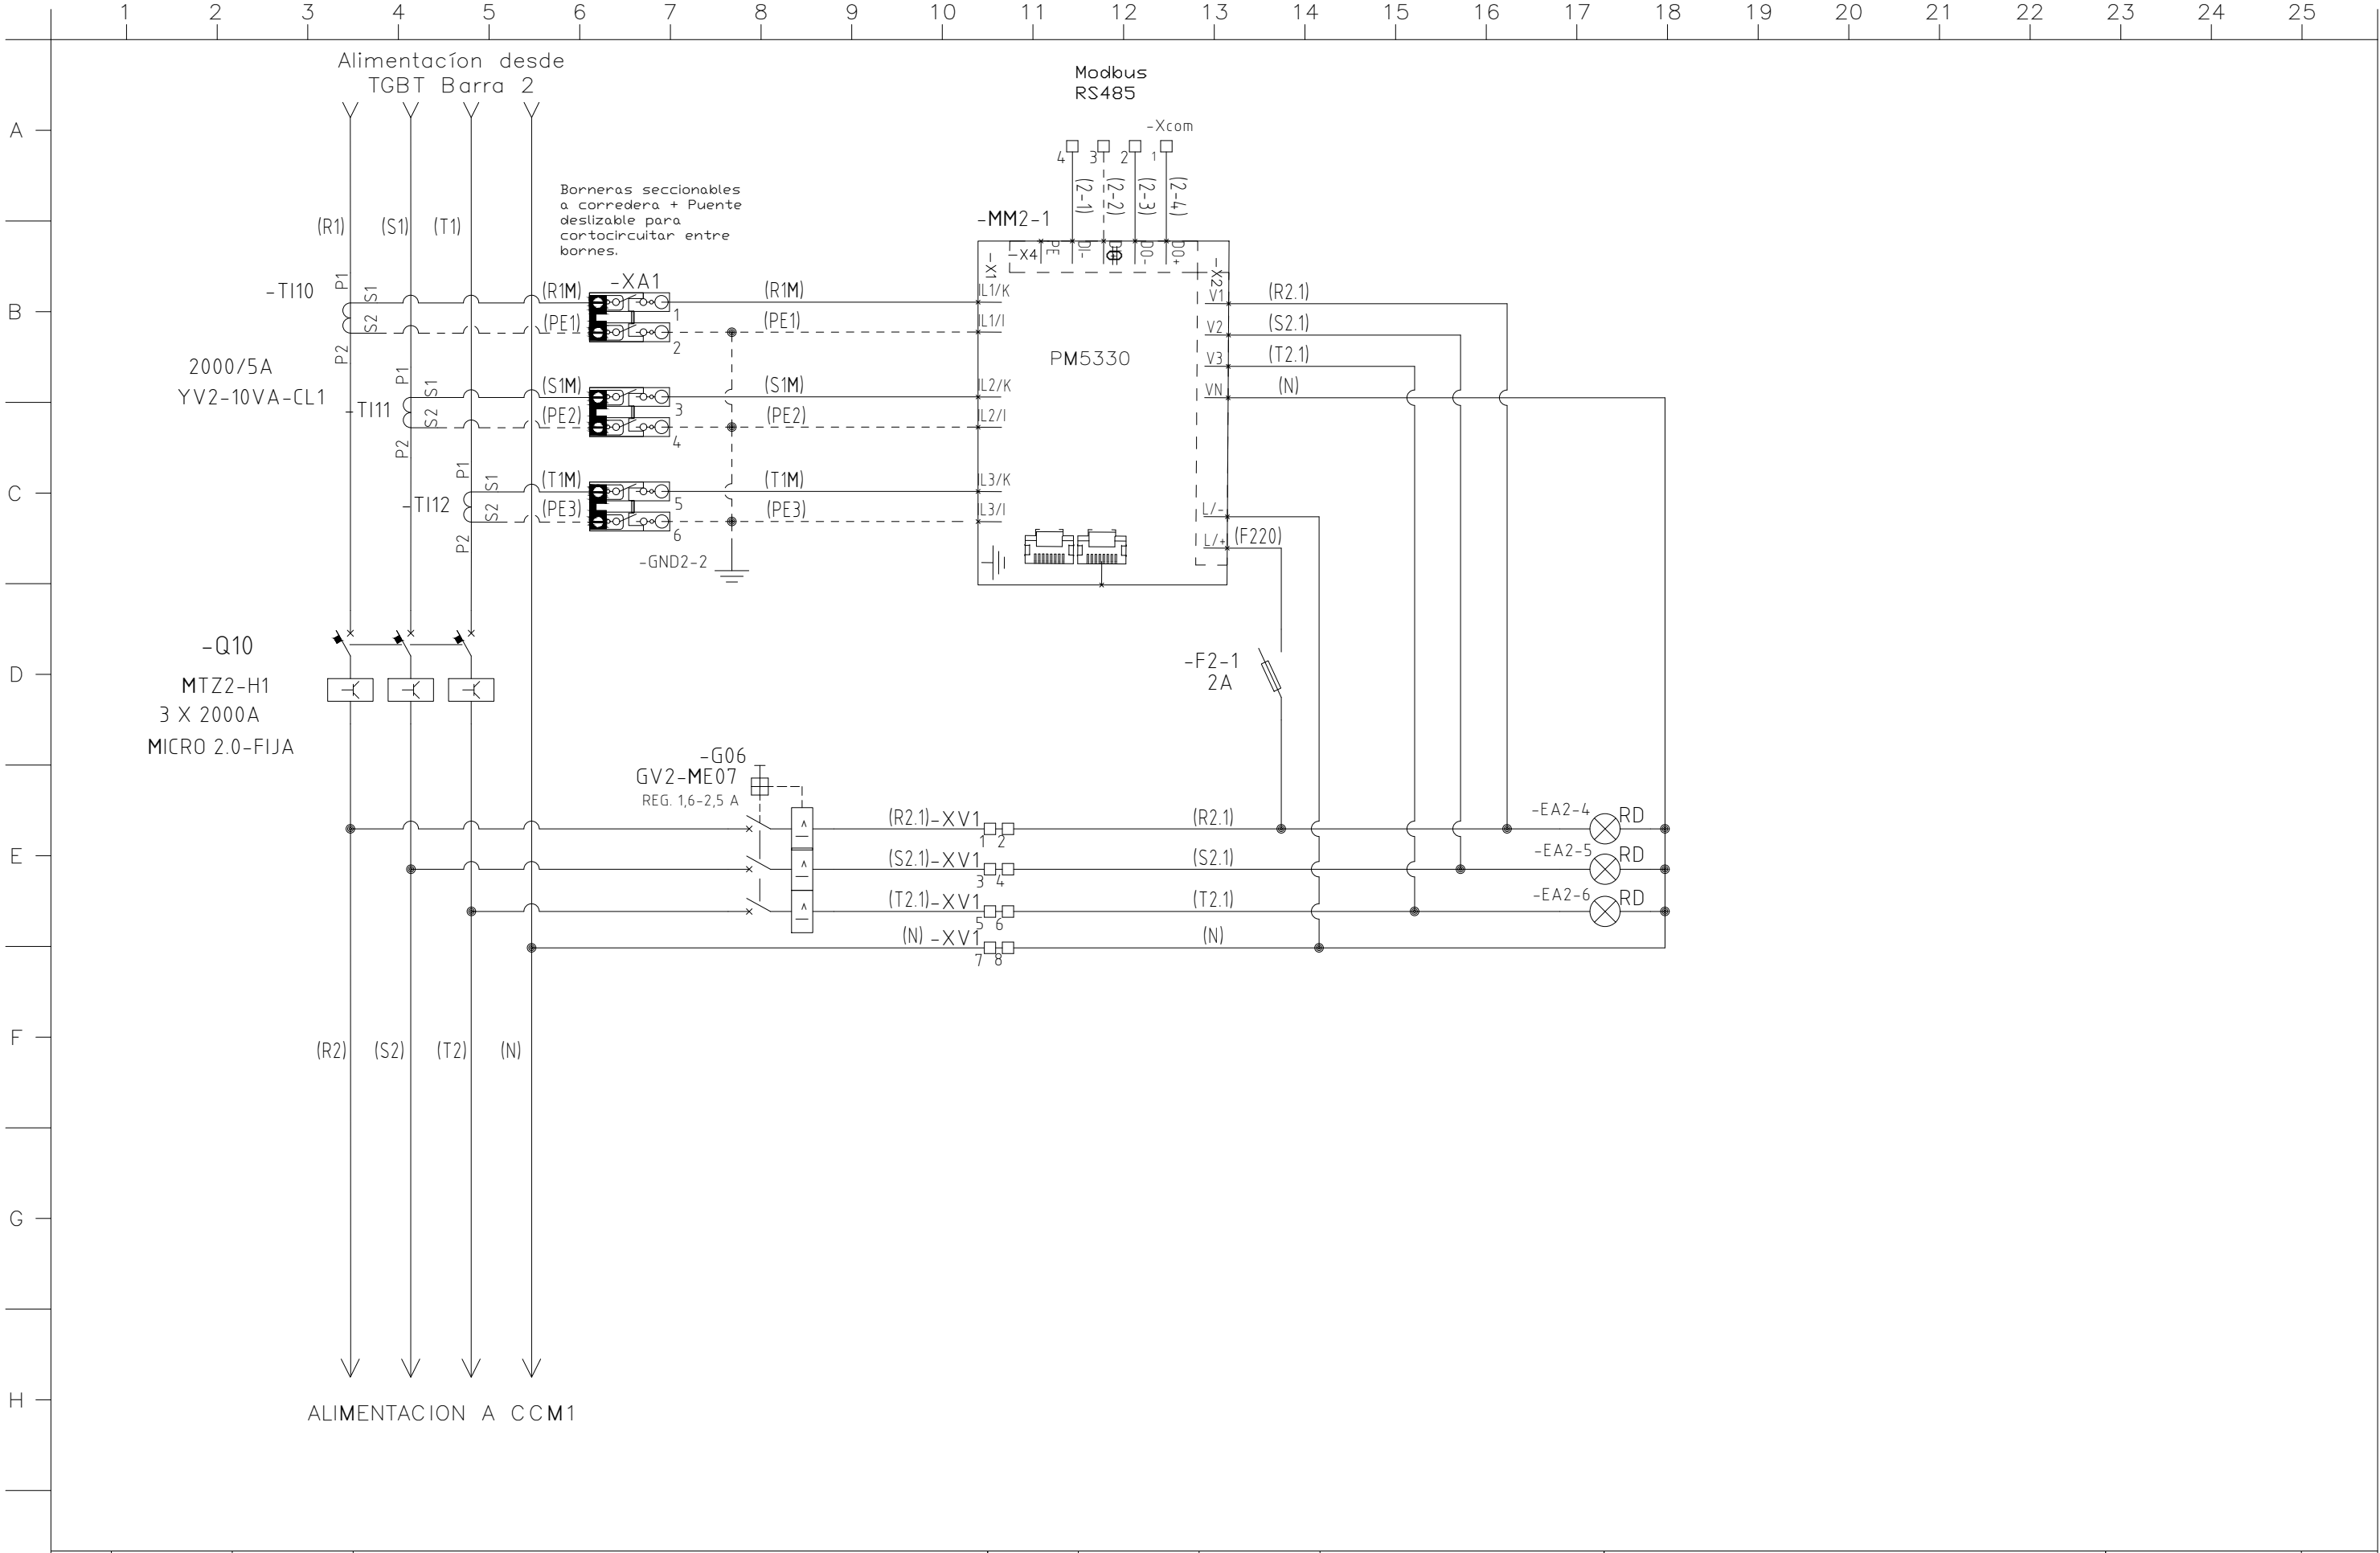 1 2 3 4 5 6 7 8 9 10 11 12 13 14 15 16 17 18 19 20 21 22 23 24 25
Alimentacíon desde
TGBT Barra 2
Modbus
RS485
A
-Xcom
4 3 2 1
(2-1) (2-2) (2-3) (2-4)
Borneras seccionables
a corredera + Puente
deslizable para
cortocircuitar entre
bornes.
-MM2-1
(R1) (S1) (T1)
-X4 PE DI- DO- DO+
-X1
-X2
B
-TI10
P1 S1
S2
P2
-XA1
(R1M) 1 (R1M) IL1/K
(PE1) 2 (PE1) IL1/I
V1 (R2.1)
V2 (S2.1)
V3 (T2.1)
VN (N)
PM5330
2000/5A
YV2-10VA-CL1
-TI11
P1 S1
S2
P2
(S1M) 3 (S1M) IL2/K
(PE2) 4 (PE2) IL2/I
C
-TI12
P1 S1
S2
P2
(T1M) 5 (T1M) IL3/K
(PE3) 6 (PE3) IL3/I
L/-
L/+ (F220)
-GND2-2
D
-Q10
MTZ2-H1
3 X 2000A
MICRO 2.0-FIJA
-F2-1
2A
-G06
GV2-ME07
REG. 1,6-2,5 A
E
(R2.1) -XV1 1 2 (R2.1) -EA2-4 RD
(S2.1) -XV1 3 4 (S2.1) -EA2-5 RD
(T2.1) -XV1 5 6 (T2.1) -EA2-6 RD
(N) -XV1 7 8 (N)
F
(R2) (S2) (T2) (N)
G
H
ALIMENTACION A CCM1